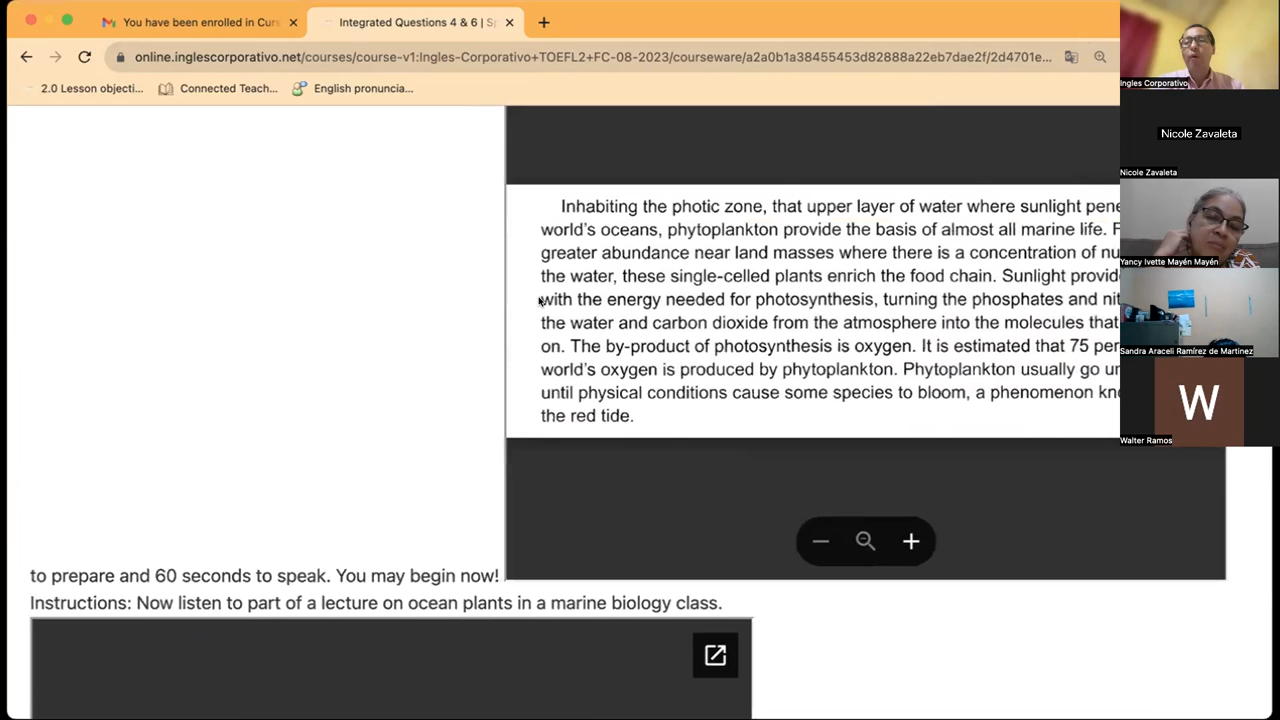 You have been enrolled in Curs
Integrated Questions 4 & 6 | Sp
online.inglescorporativo.net/courses/course-v1:Ingles-Corporativo+TOEFL2+FC-08-2023/courseware/a2a0b1a38455453d82888a22eb7dae2f/2d4701e...
2.0 Lesson objecti...
Connected Teach...
English pronuncia...
Inhabiting the photic zone, that upper layer of water where sunlight pene
world's oceans, phytoplankton provide the basis of almost all marine life. F
greater abundance near land masses where there is a concentration of nu
the water, these single-celled plants enrich the food chain. Sunlight provide
with the energy needed for photosynthesis, turning the phosphates and nit
the water and carbon dioxide from the atmosphere into the molecules that
on. The by-product of photosynthesis is oxygen. It is estimated that 75 per
world's oxygen is produced by phytoplankton. Phytoplankton usually go un
until physical conditions cause some species to bloom, a phenomenon kno
the red tide.
to prepare and 60 seconds to speak. You may begin now!
Instructions: Now listen to part of a lecture on ocean plants in a marine biology class.
Ingles Corporativo
Nicole Zavaleta
Nicole Zavaleta
Yancy Ivette Mayén Mayén
Sandra Araceli Ramírez de Martinez
W
Walter Ramos